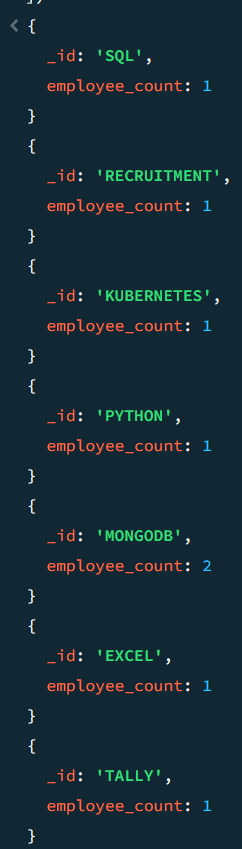 < {
_id: 'SQL',
employee_count: 1
}
{
_id: 'RECRUITMENT',
employee_count: 1
}
{
_id: 'KUBERNETES',
employee_count: 1
}
{
_id: 'PYTHON',
employee_count: 1
}
{
_id: 'MONGODB',
employee_count: 2
}
{
_id: 'EXCEL',
employee_count: 1
}
{
_id: 'TALLY',
employee_count: 1
}